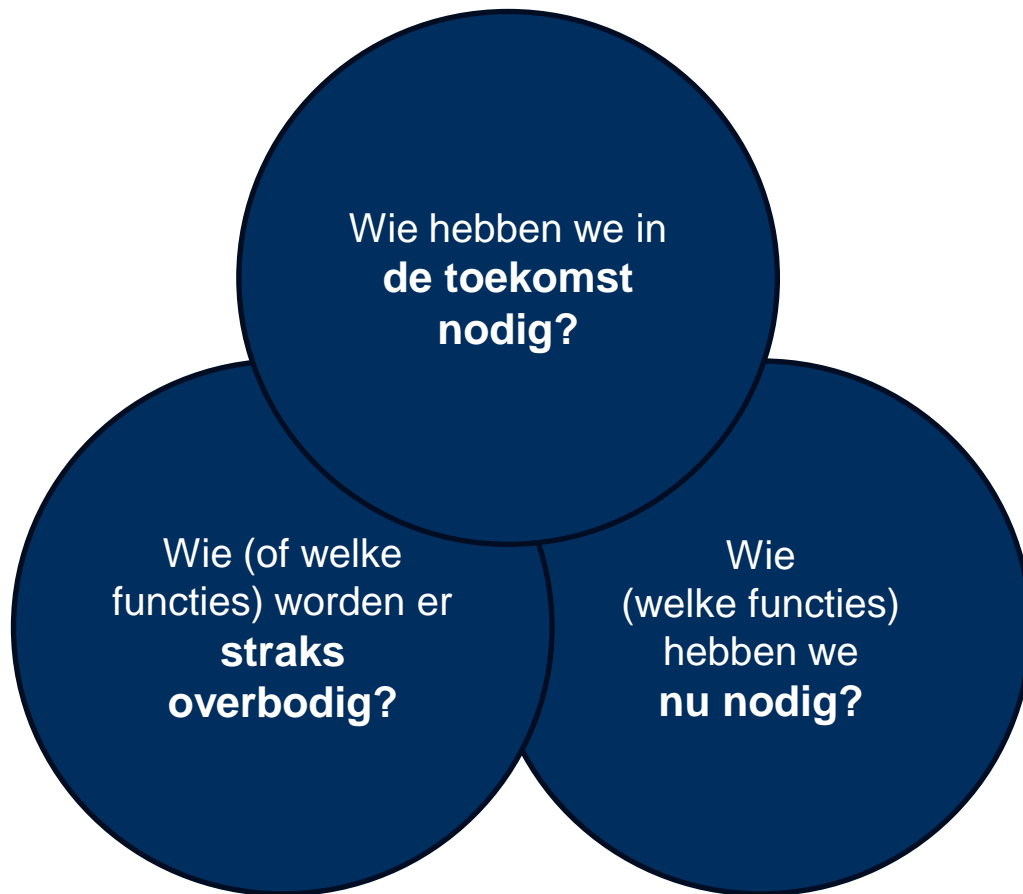 Wie hebben we in
de toekomst
nodig?
Wie (of welke
functies) worden er
straks
overbodig?
Wie
(welke functies)
hebben we
nu nodig?